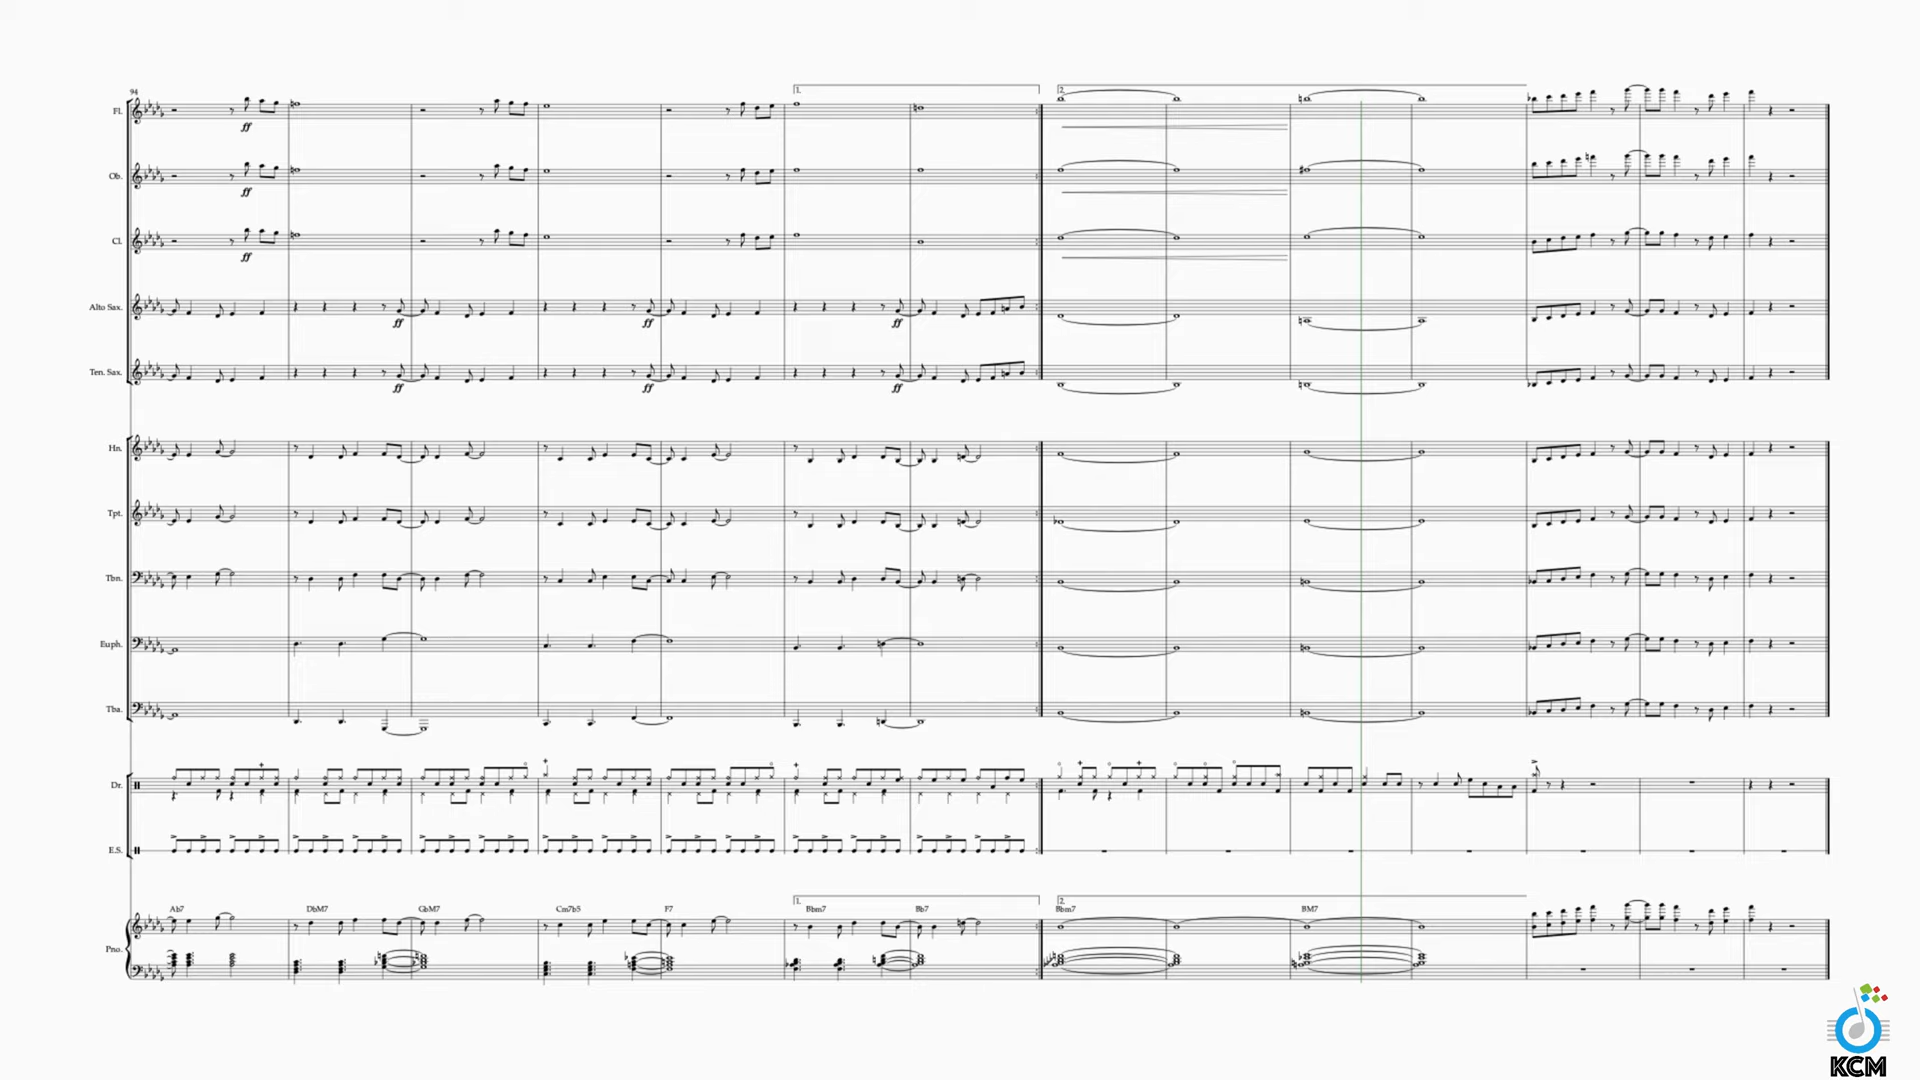 94
1. 2.
Fl.
ff
Ob.
ff
Cl.
ff
Alto Sax.
ff ff ff
Ten. Sax.
ff ff ff
Hn.
Tpt.
Tbn.
Euph.
Tba.
Dr.
E.S.
1. 2.
Ab7 DbM7 GbM7 Cm7b5 F7 Bbm7 Bb7 Bbm7 BM7
Pno.
KCM